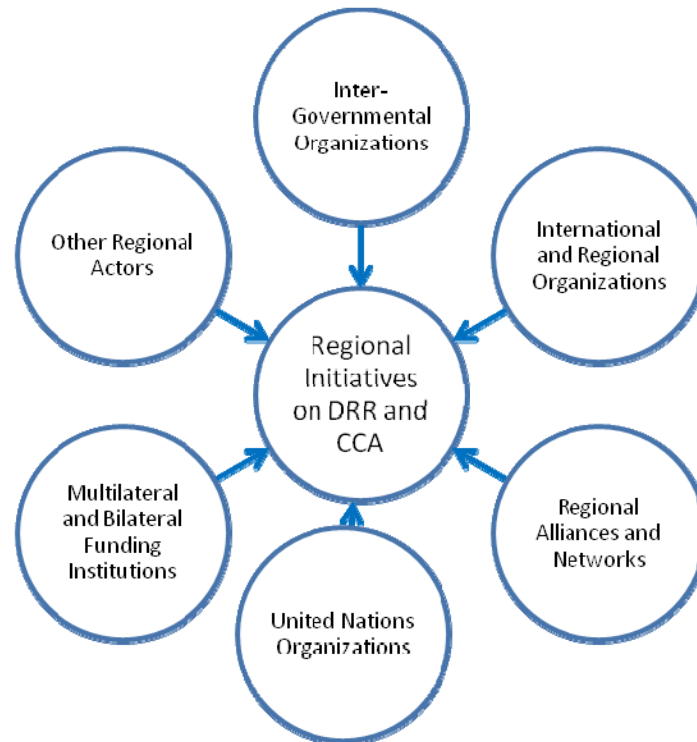 Inter-
Governmental
Organizations
Other Regional
Actors
International
and Regional
Organizations
Regional
Initiatives
on DRR and
CCA
Multilateral
and Bilateral
Funding
Institutions
Regional
Alliances and
Networks
United Nations
Organizations